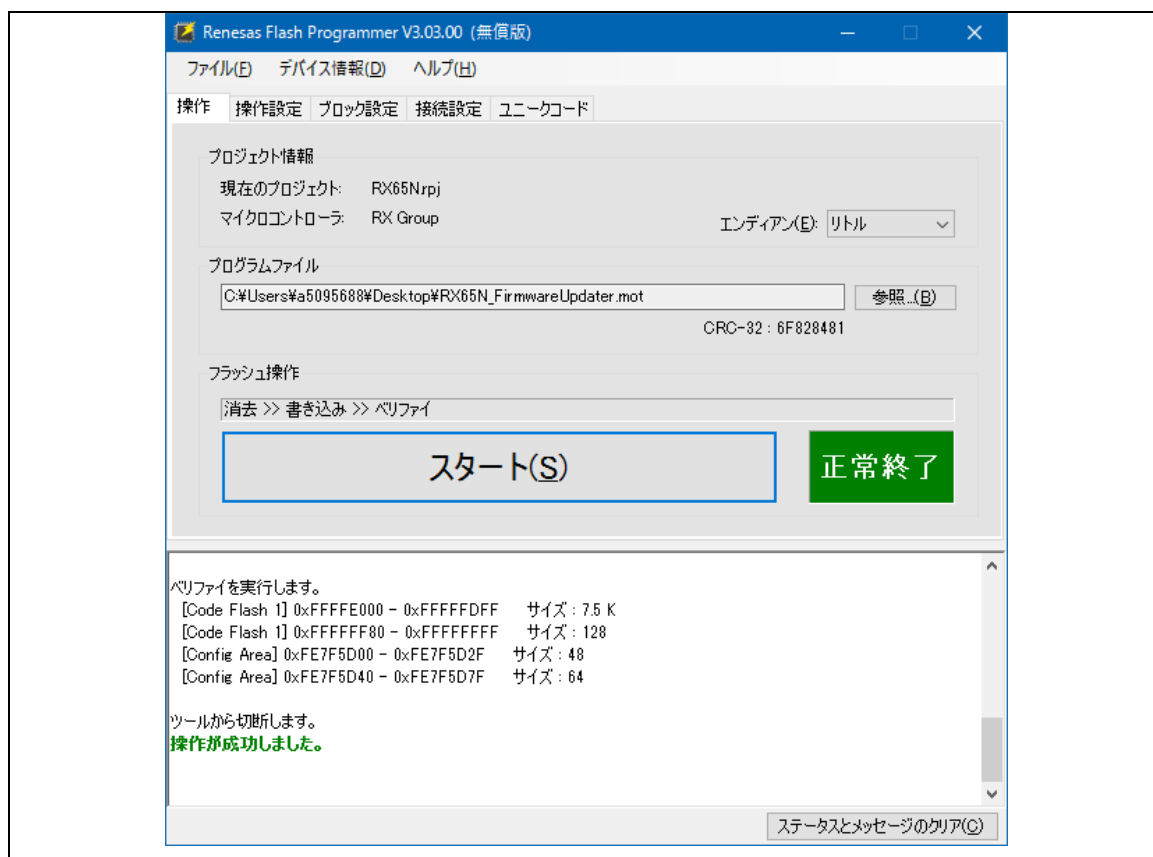 Renesas Flash Programmer V3.03.00 (無償版)
ファイル(F) デバイス情報(D) ヘルプ(H)
操作 操作設定 ブロック設定 接続設定 ユニークコード
プロジェクト情報
現在のプロジェクト: RX65N.rpj
マイクロコントローラ: RX Group
エンディアン(E): リトル
プログラムファイル
C:¥Users¥a5095688¥Desktop¥RX65N_FirmwareUpdater.mot
参照...(B)
CRC-32 : 6F828481
フラッシュ操作
消去 >> 書き込み >> ベリファイ
スタート(S)
正常終了
ベリファイを実行します。
[Code Flash 1] 0xFFFFE000 - 0xFFFFFDFF サイズ : 7.5 K
[Code Flash 1] 0xFFFFFF80 - 0xFFFFFFFF サイズ : 128
[Config Area] 0xFE7F5D00 - 0xFE7F5D2F サイズ : 48
[Config Area] 0xFE7F5D40 - 0xFE7F5D7F サイズ : 64
ツールから切断します。
操作が成功しました。
ステータスとメッセージのクリア(C)